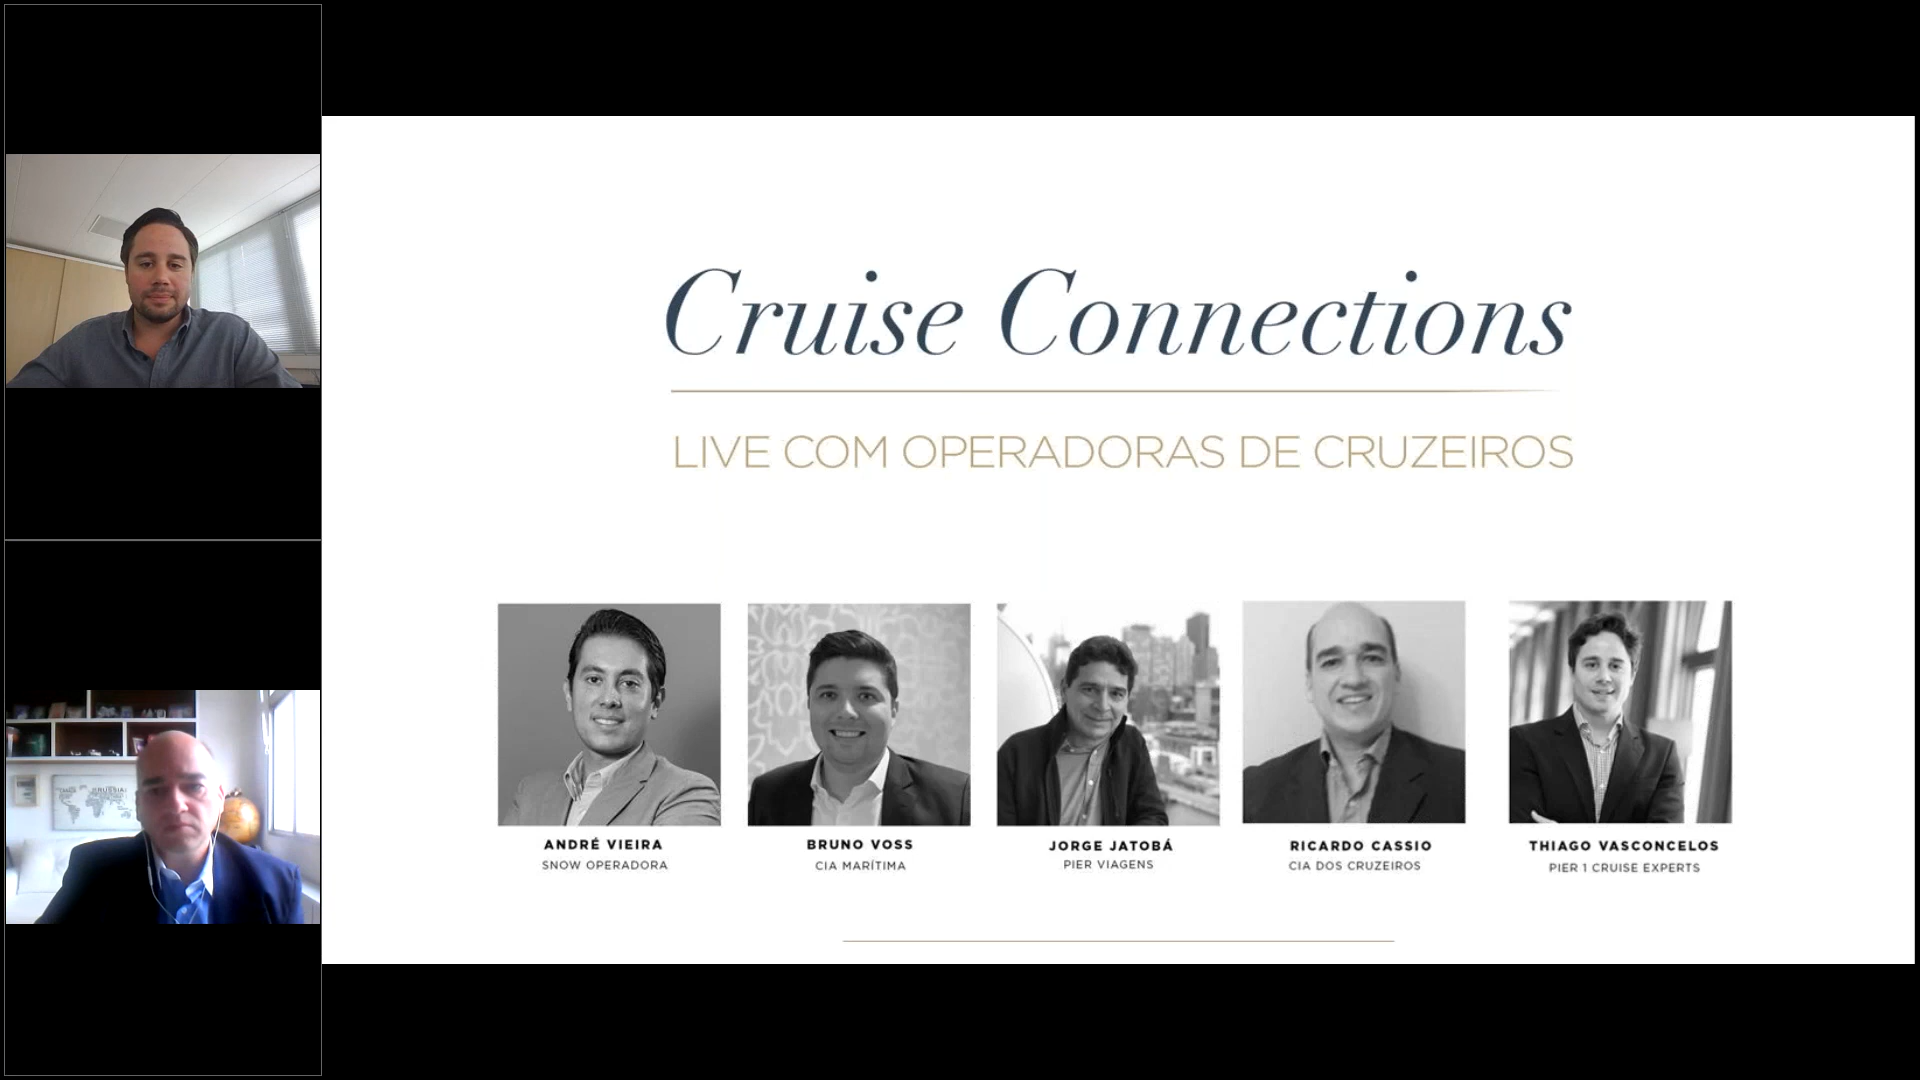 Cruise Connections
LIVE COM OPERADORAS DE CRUZEIROS
ANDRÉ VIEIRA
SNOW OPERADORA
BRUNO VOSS
CIA MARÍTIMA
JORGE JATOBÁ
PIER VIAGENS
RICARDO CASSIO
CIA DOS CRUZEIROS
THIAGO VASCONCELOS
PIER 1 CRUISE EXPERTS
RUSSIA